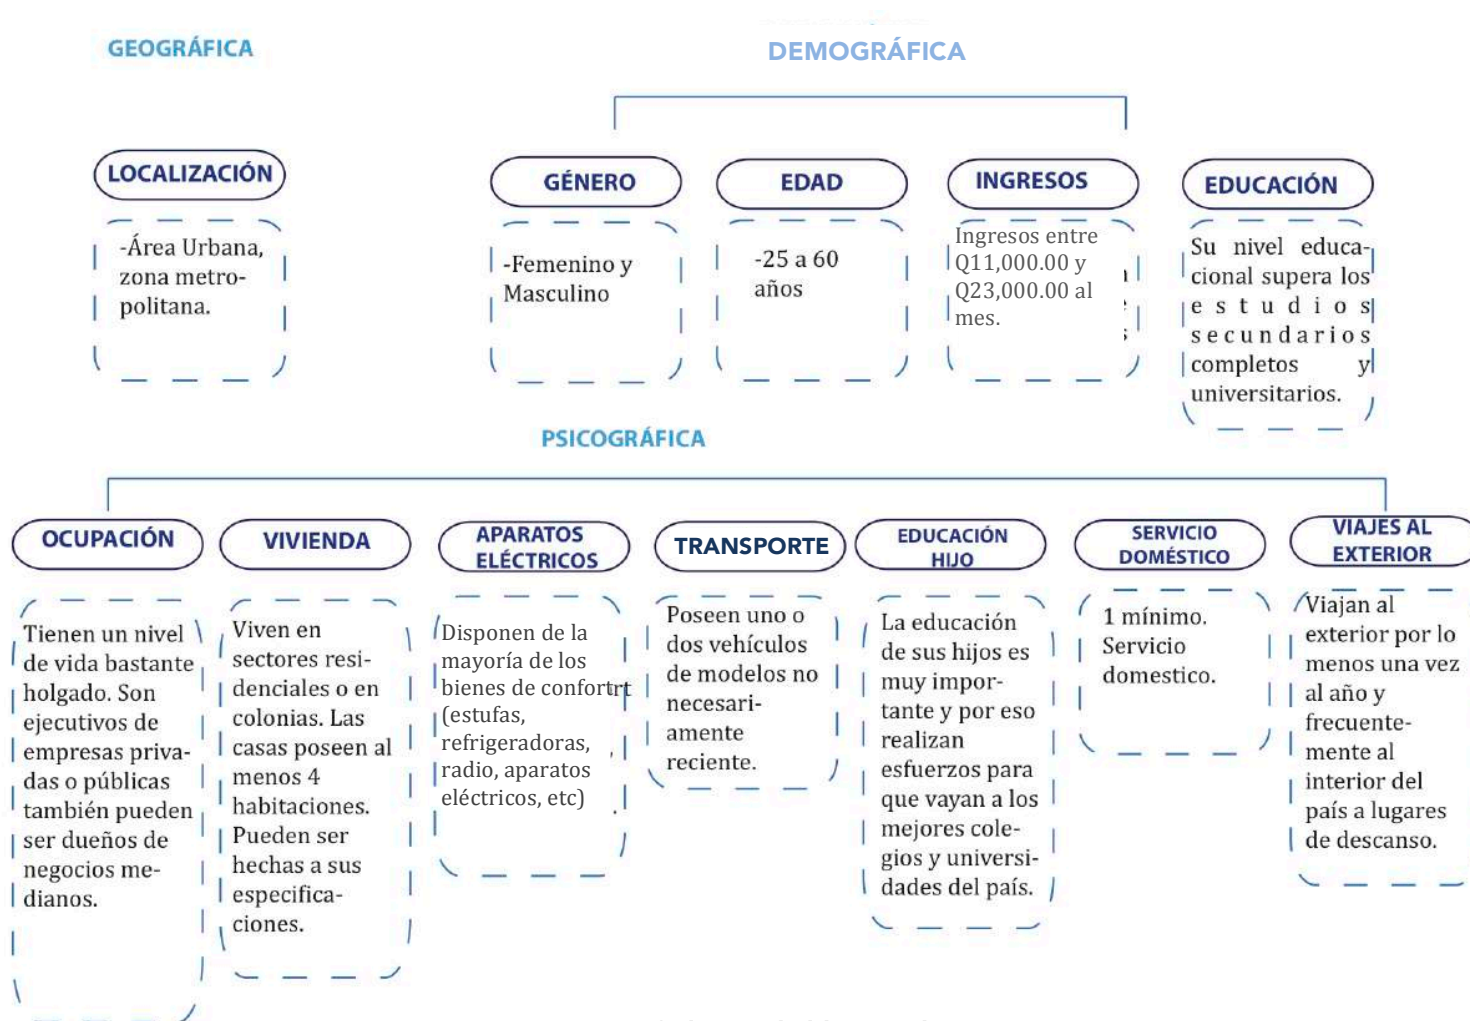 GEOGRÁFICA
DEMOGRÁFICA
LOCALIZACIÓN
-Área Urbana,
zona metro-
politana.
GÉNERO
-Femenino y
Masculino
EDAD
-25 a 60
años
INGRESOS
Ingresos entre
Q11,000.00 y
Q23,000.00 al
mes.
EDUCACIÓN
Su nivel educa-
cional supera los
estudios
secundarios
completos y
universitarios.
PSICOGRÁFICA
OCUPACIÓN
Tienen un nivel
de vida bastante
holgado. Son
ejecutivos de
empresas priva-
das o públicas
también pueden
ser dueños de
negocios me-
dianos.
VIVIENDA
Viven en
sectores resi-
denciales o en
colonias. Las
casas poseen al
menos 4
habitaciones.
Pueden ser
hechas a sus
especifica-
ciones.
APARATOS
ELÉCTRICOS
Disponen de la
mayoría de los
bienes de confortrt
(estufas,
refrigeradoras,
radio, aparatos
eléctricos, etc)
TRANSPORTE
Poseen uno o
dos vehículos
de modelos no
necesari-
amente
reciente.
EDUCACIÓN
HIJO
La educación
de sus hijos es
muy impor-
tante y por eso
realizan
esfuerzos para
que vayan a los
mejores cole-
gios y universi-
dades del país.
SERVICIO
DOMÉSTICO
1 mínimo.
Servicio
domestico.
VIAJES AL
EXTERIOR
Viajan al
exterior por lo
menos una vez
al año y
frecuente-
mente al
interior del
país a lugares
de descanso.